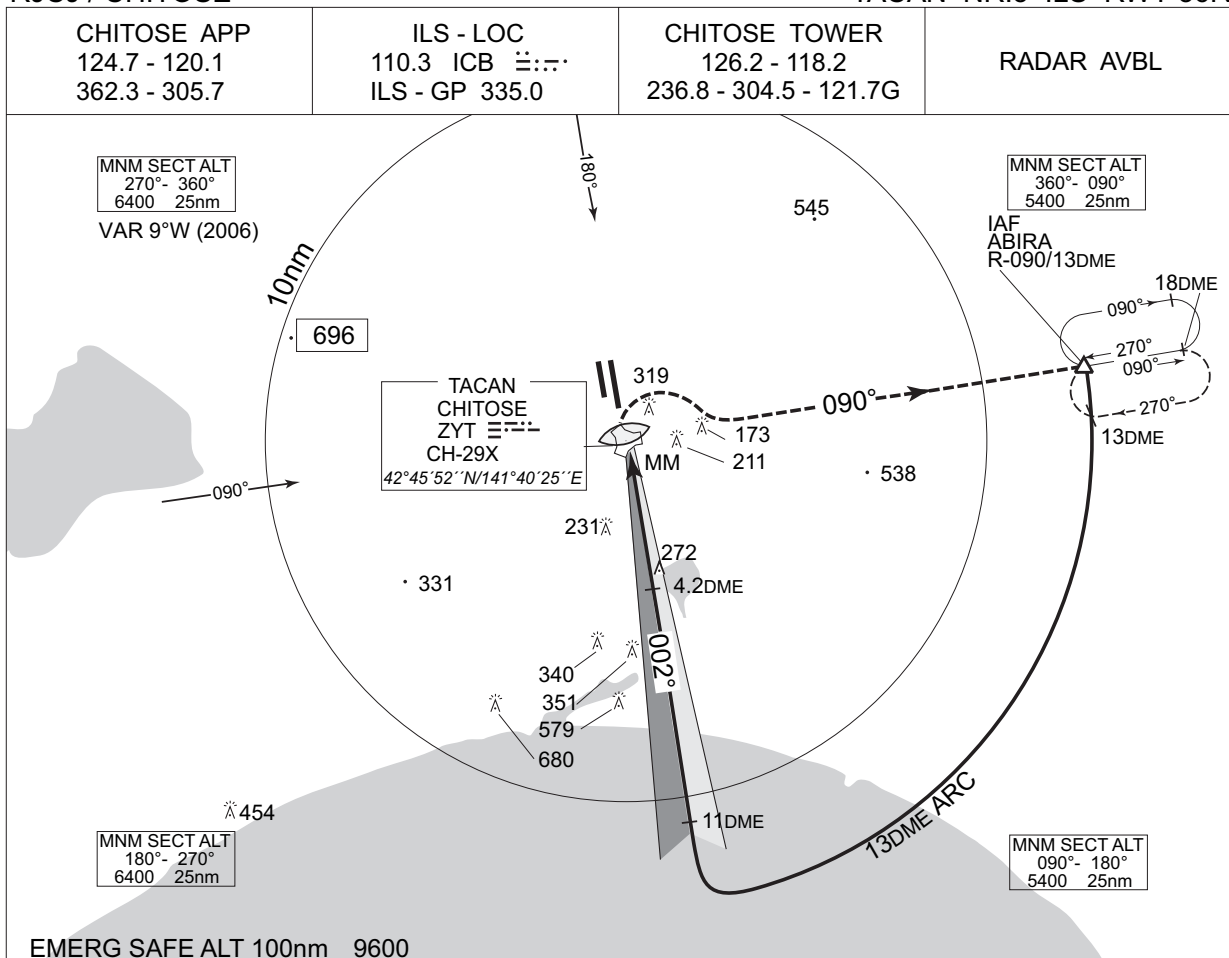 CHITOSE APP
124.7 - 120.1
362.3 - 305.7
ILS - LOC
110.3 ICB
ILS - GP 335.0
CHITOSE TOWER
126.2 - 118.2
236.8 - 304.5 - 121.7G
RADAR AVBL
MNM SECT ALT
270°- 360°
6400 25nm
VAR 9°W (2006)
180°
545
MNM SECT ALT
360°- 090°
5400 25nm
IAF
ABIRA
R-090/13DME
18DME
090°
270°
090°
270°
13DME
10nm
696
TACAN
CHITOSE
ZYT
CH-29X
42°45´52´´N/141°40´25´´E
319
090°
173
211
MM
538
090°
231
272
4.2DME
331
002°
340
351
579
680
454
11DME
13DME ARC
MNM SECT ALT
180°- 270°
6400 25nm
MNM SECT ALT
090°- 180°
5400 25nm
EMERG SAFE ALT 100nm 9600